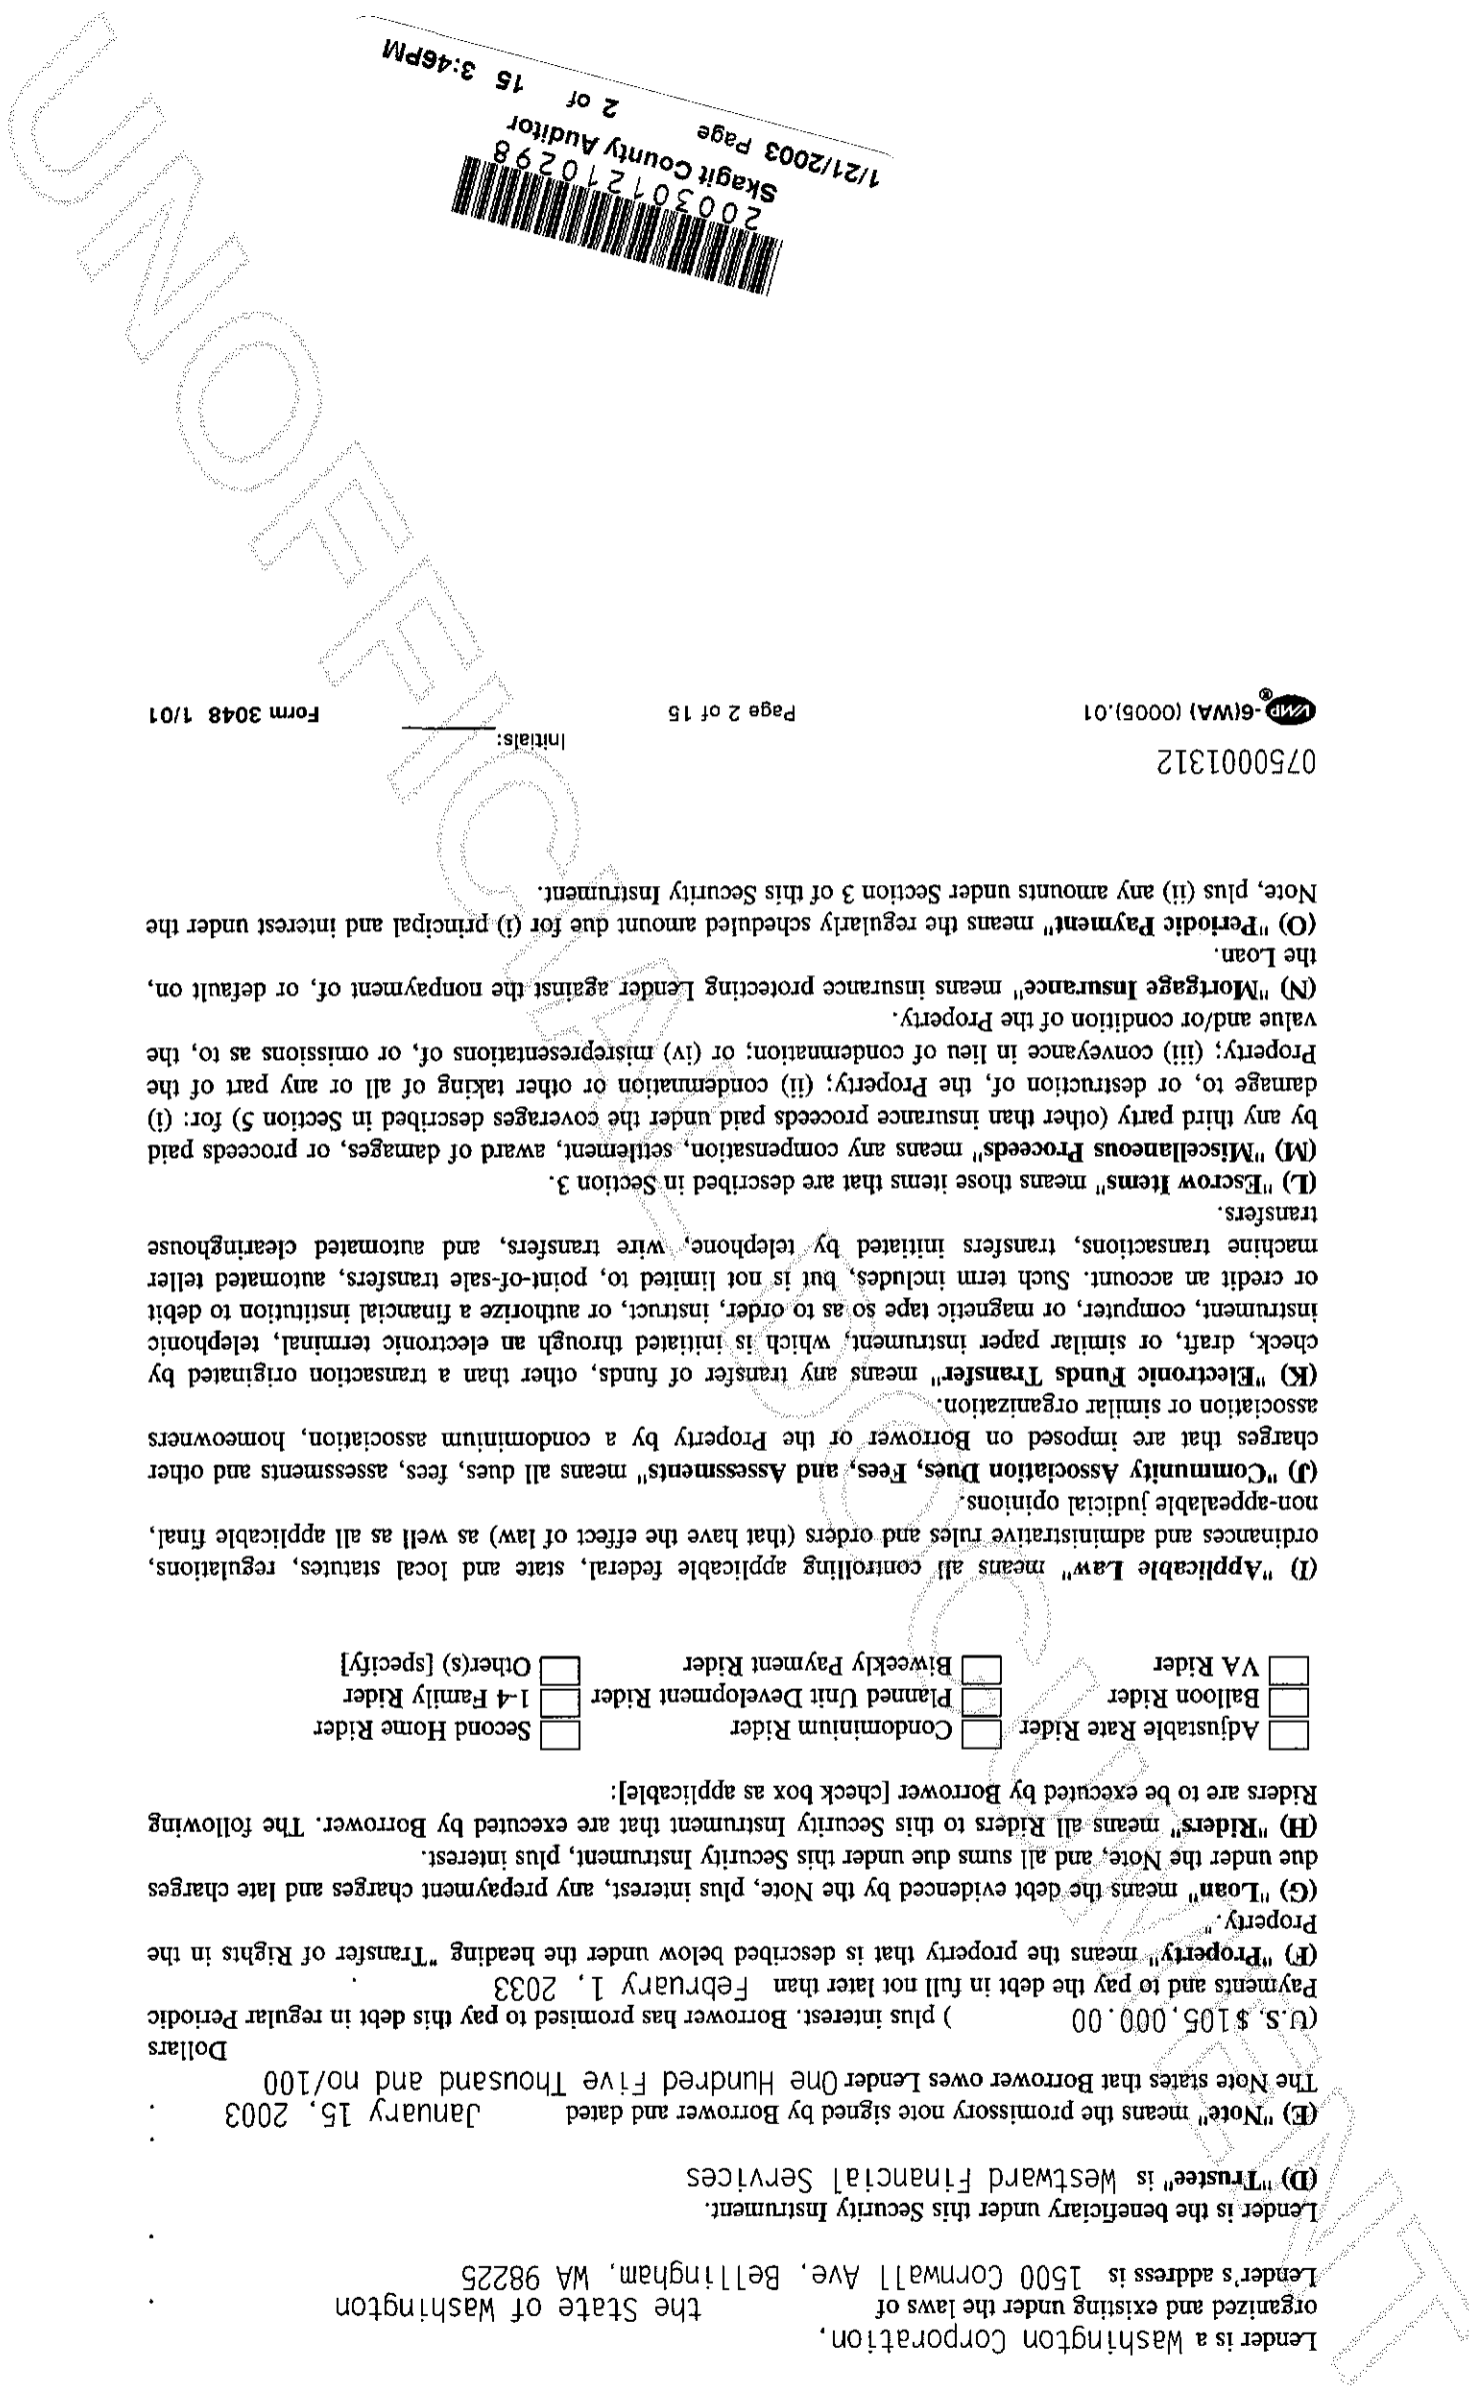 Lender is a Washington Corporation,
organized and existing under the laws of the State of Washington .
Lender's address is 1500 Cornwall Ave, Bellingham, WA 98225
.
Lender is the beneficiary under this Security Instrument.
(D) "Trustee" is Westward Financial Services
.
(E) "Note" means the promissory note signed by Borrower and dated January 15, 2003 .
The Note states that Borrower owes Lender One Hundred Five Thousand and no/100
Dollars
(U.S. $105,000.00 ) plus interest. Borrower has promised to pay this debt in regular Periodic
Payments and to pay the debt in full not later than February 1, 2033 .
(F) "Property" means the property that is described below under the heading "Transfer of Rights in the
Property."
(G) "Loan" means the debt evidenced by the Note, plus interest, any prepayment charges and late charges
due under the Note, and all sums due under this Security Instrument, plus interest.
(H) "Riders" means all Riders to this Security Instrument that are executed by Borrower. The following
Riders are to be executed by Borrower [check box as applicable]:
Adjustable Rate Rider Condominium Rider Second Home Rider
Balloon Rider Planned Unit Development Rider 1-4 Family Rider
VA Rider Biweekly Payment Rider Other(s) [specify]
(I) "Applicable Law" means all controlling applicable federal, state and local statutes, regulations,
ordinances and administrative rules and orders (that have the effect of law) as well as all applicable final,
non-appealable judicial opinions.
(J) "Community Association Dues, Fees, and Assessments" means all dues, fees, assessments and other
charges that are imposed on Borrower or the Property by a condominium association, homeowners
association or similar organization.
(K) "Electronic Funds Transfer" means any transfer of funds, other than a transaction originated by
check, draft, or similar paper instrument, which is initiated through an electronic terminal, telephonic
instrument, computer, or magnetic tape so as to order, instruct, or authorize a financial institution to debit
or credit an account. Such term includes, but is not limited to, point-of-sale transfers, automated teller
machine transactions, transfers initiated by telephone, wire transfers, and automated clearinghouse
transfers.
(L) "Escrow Items" means those items that are described in Section 3.
(M) "Miscellaneous Proceeds" means any compensation, settlement, award of damages, or proceeds paid
by any third party (other than insurance proceeds paid under the coverages described in Section 5) for: (i)
damage to, or destruction of, the Property; (ii) condemnation or other taking of all or any part of the
Property; (iii) conveyance in lieu of condemnation; or (iv) misrepresentations of, or omissions as to, the
value and/or condition of the Property.
(N) "Mortgage Insurance" means insurance protecting Lender against the nonpayment of, or default on,
the Loan.
(O) "Periodic Payment" means the regularly scheduled amount due for (i) principal and interest under the
Note, plus (ii) any amounts under Section 3 of this Security Instrument.
0750001312
Initials:
VMP®-6(WA) (0005).01 Page 2 of 15 Form 3048 1/01
200301210298
Skagit County Auditor
1/21/2003 Page 2 of 15 3:46PM
UNOFFICIAL DOCUMENT